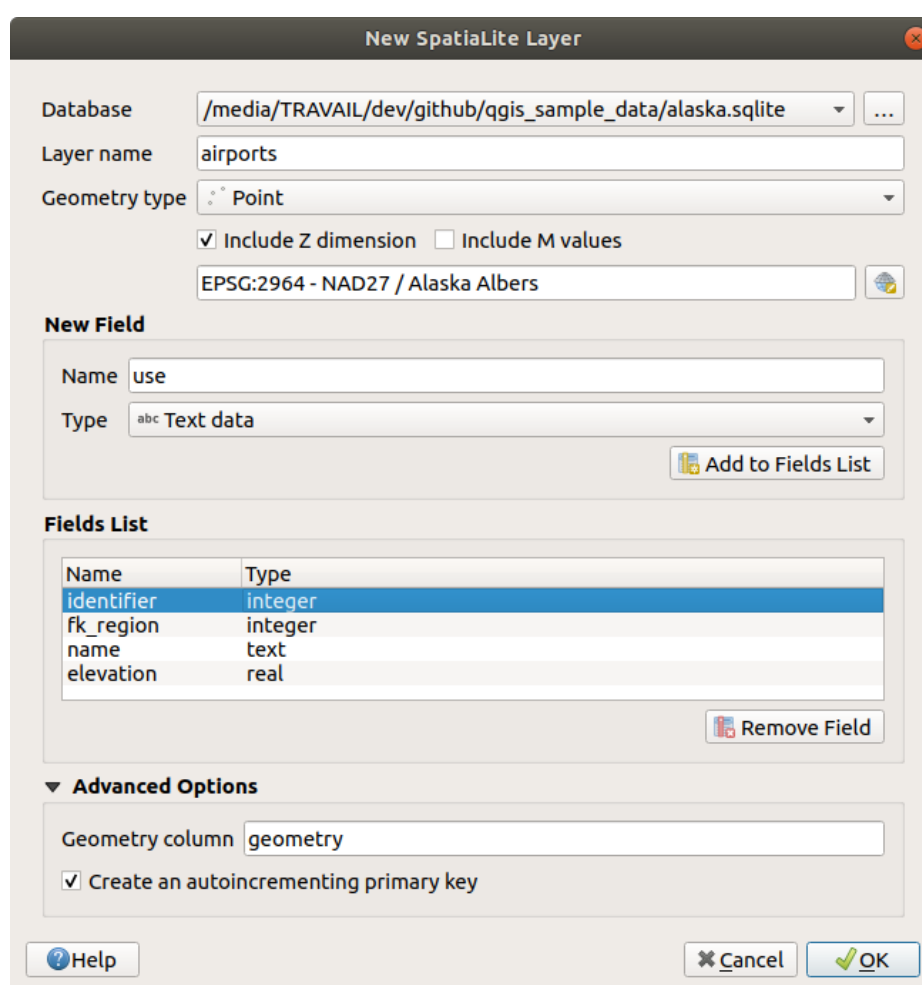 New SpatiaLite Layer
Database /media/TRAVAIL/dev/github/qgis_sample_data/alaska.sqlite ...
Layer name airports
Geometry type Point
Include Z dimension Include M values
EPSG:2964 - NAD27 / Alaska Albers
New Field
Name use
Type abc Text data
Add to Fields List
Fields List
Name Type
identifier integer
fk_region integer
name text
elevation real
Remove Field
Advanced Options
Geometry column geometry
Create an autoincrementing primary key
Help Cancel OK